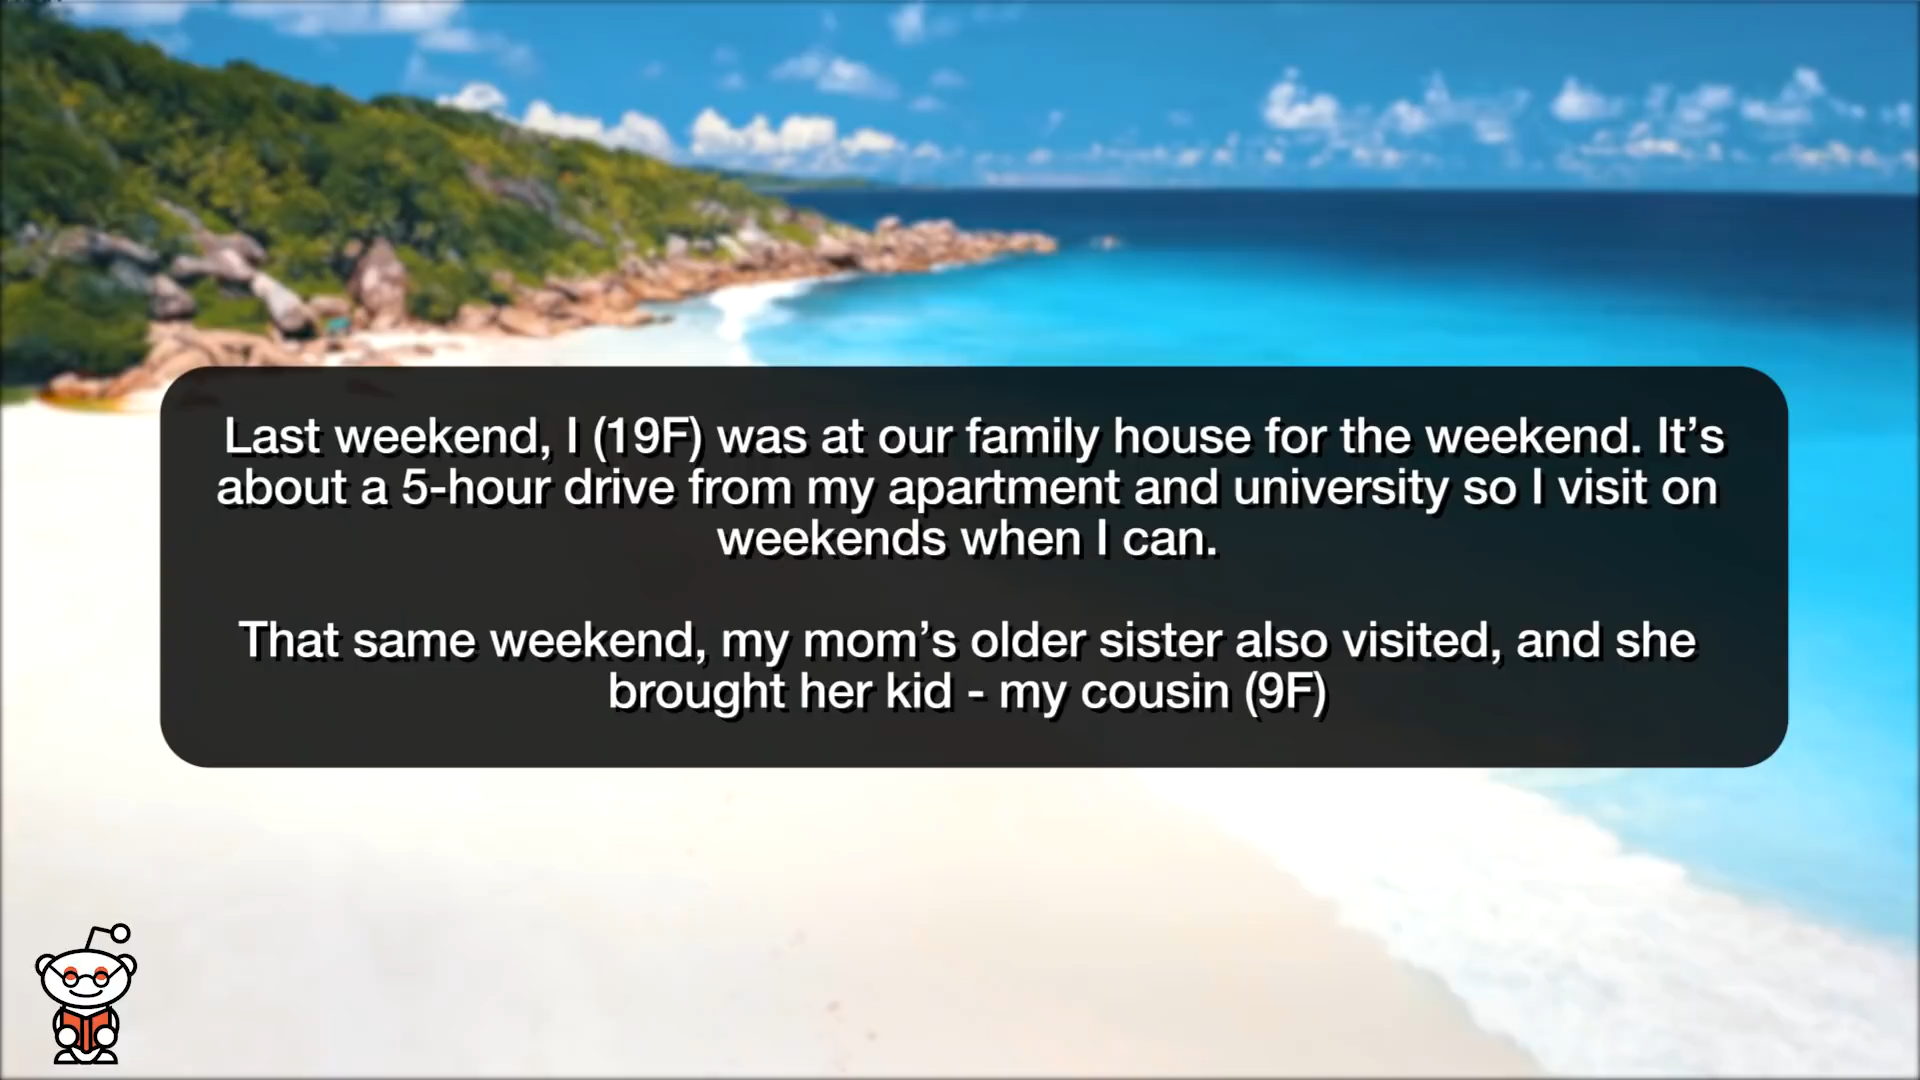 Last weekend, I (19F) was at our family house for the weekend. It’s
about a 5-hour drive from my apartment and university so I visit on
weekends when I can.
That same weekend, my mom’s older sister also visited, and she
brought her kid - my cousin (9F)